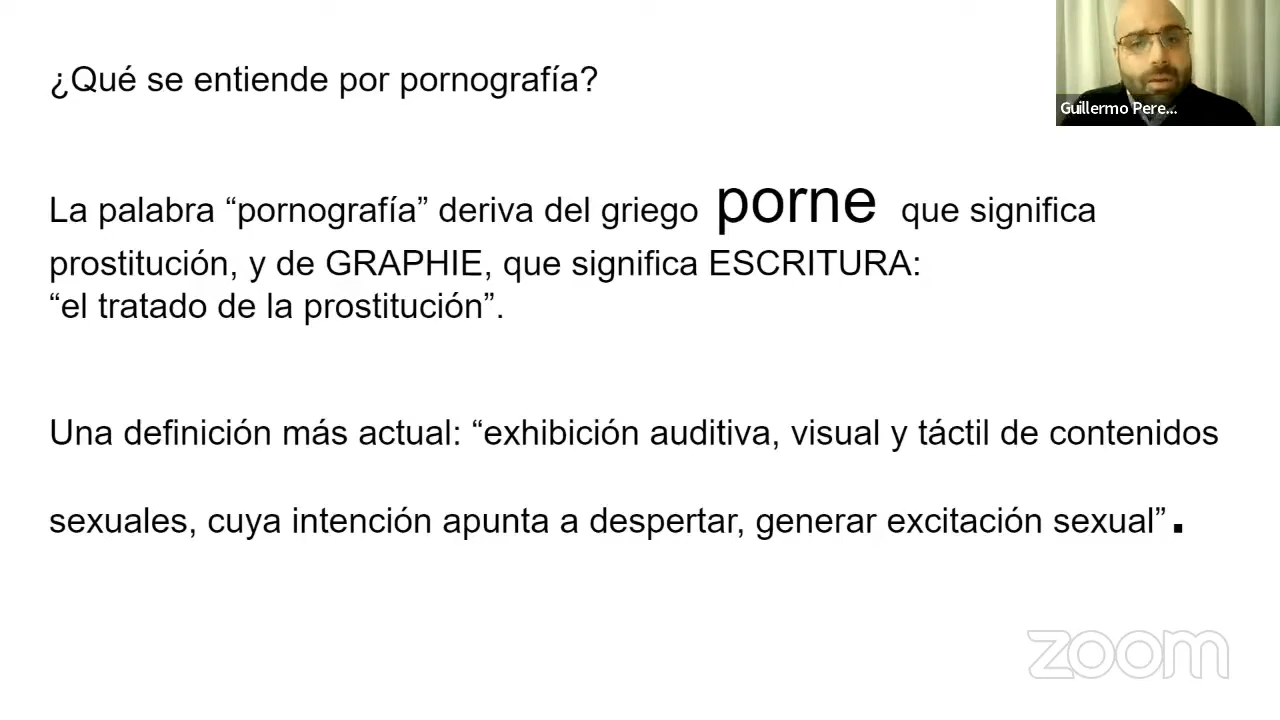 ¿Qué se entiende por pornografía?
Guillermo Pere...
La palabra “pornografía” deriva del griego porne que significa
prostitución, y de GRAPHIE, que significa ESCRITURA:
“el tratado de la prostitución”.
Una definición más actual: “exhibición auditiva, visual y táctil de contenidos
sexuales, cuya intención apunta a despertar, generar excitación sexual”.
zoom